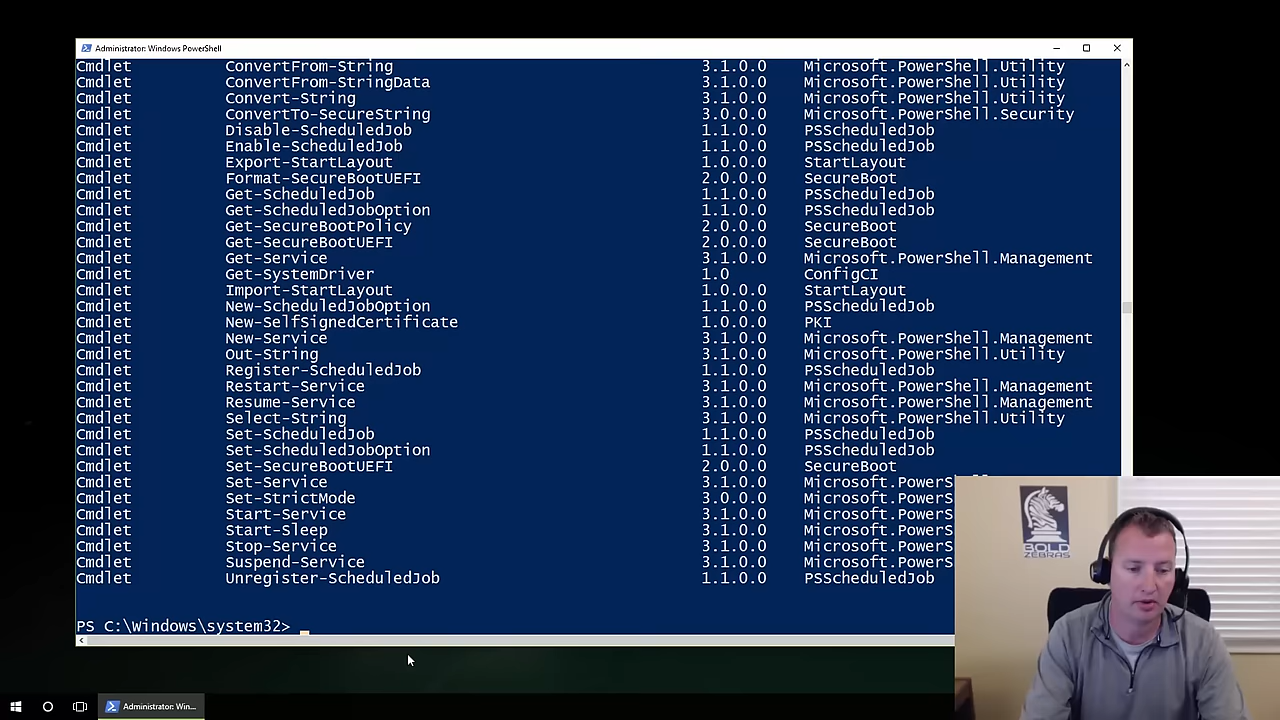 Administrator: Windows PowerShell
Cmdlet ConvertFrom-String 3.1.0.0 Microsoft.PowerShell.Utility
Cmdlet ConvertFrom-StringData 3.1.0.0 Microsoft.PowerShell.Utility
Cmdlet Convert-String 3.1.0.0 Microsoft.PowerShell.Utility
Cmdlet ConvertTo-SecureString 3.0.0.0 Microsoft.PowerShell.Security
Cmdlet Disable-ScheduledJob 1.1.0.0 PSScheduledJob
Cmdlet Enable-ScheduledJob 1.1.0.0 PSScheduledJob
Cmdlet Export-StartLayout 1.0.0.0 StartLayout
Cmdlet Format-SecureBootUEFI 2.0.0.0 SecureBoot
Cmdlet Get-ScheduledJob 1.1.0.0 PSScheduledJob
Cmdlet Get-ScheduledJobOption 1.1.0.0 PSScheduledJob
Cmdlet Get-SecureBootPolicy 2.0.0.0 SecureBoot
Cmdlet Get-SecureBootUEFI 2.0.0.0 SecureBoot
Cmdlet Get-Service 3.1.0.0 Microsoft.PowerShell.Management
Cmdlet Get-SystemDriver 1.0 ConfigCI
Cmdlet Import-StartLayout 1.0.0.0 StartLayout
Cmdlet New-ScheduledJobOption 1.1.0.0 PSScheduledJob
Cmdlet New-SelfSignedCertificate 1.0.0.0 PKI
Cmdlet New-Service 3.1.0.0 Microsoft.PowerShell.Management
Cmdlet Out-String 3.1.0.0 Microsoft.PowerShell.Utility
Cmdlet Register-ScheduledJob 1.1.0.0 PSScheduledJob
Cmdlet Restart-Service 3.1.0.0 Microsoft.PowerShell.Management
Cmdlet Resume-Service 3.1.0.0 Microsoft.PowerShell.Management
Cmdlet Select-String 3.1.0.0 Microsoft.PowerShell.Utility
Cmdlet Set-ScheduledJob 1.1.0.0 PSScheduledJob
Cmdlet Set-ScheduledJobOption 1.1.0.0 PSScheduledJob
Cmdlet Set-SecureBootUEFI 2.0.0.0 SecureBoot
Cmdlet Set-Service 3.1.0.0 Microsoft.PowerS
Cmdlet Set-StrictMode 3.0.0.0 Microsoft.PowerS
Cmdlet Start-Service 3.1.0.0 Microsoft.PowerS
Cmdlet Start-Sleep 3.1.0.0 Microsoft.PowerS
Cmdlet Stop-Service 3.1.0.0 Microsoft.PowerS
Cmdlet Suspend-Service 3.1.0.0 Microsoft.PowerS
Cmdlet Unregister-ScheduledJob 1.1.0.0 PSScheduledJob
PS C:\Windows\system32>
BOLD
ZEBRAS
Administrator: Win...